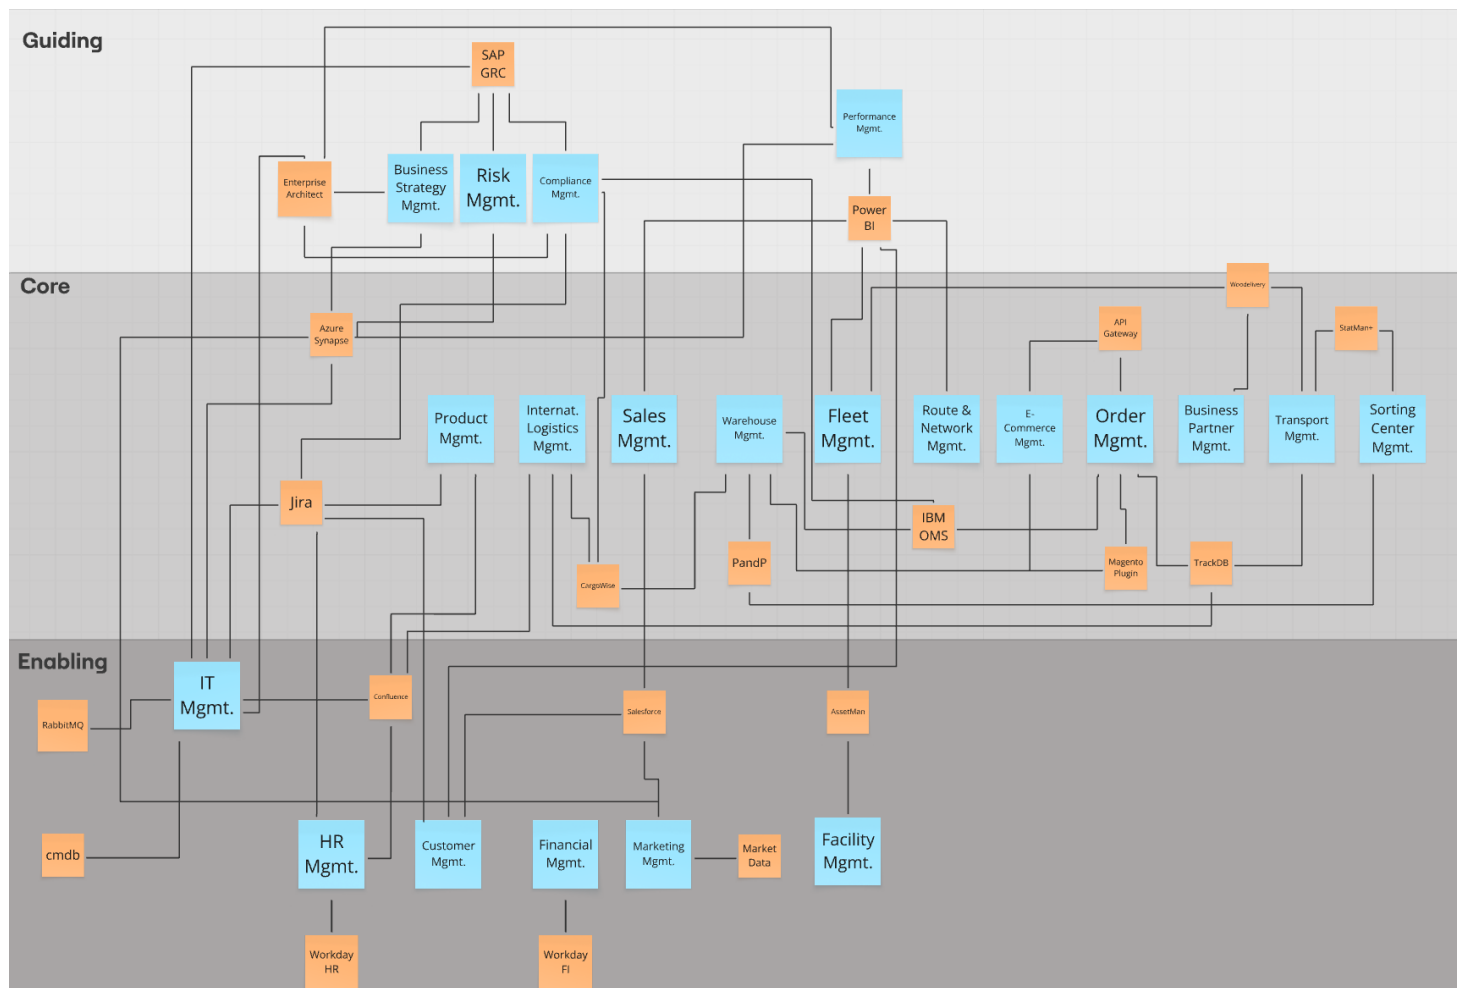 Guiding
SAP
GRC
Performance
Mgmt.
Enterprise
Architect
Business
Strategy
Mgmt.
Risk
Mgmt.
Compliance
Mgmt.
Power
BI
Core
Woodelivery
Azure
Synapse
API
Gateway
StatMan+
Product
Mgmt.
Internat.
Logistics
Mgmt.
Sales
Mgmt.
Warehouse
Mgmt.
Fleet
Mgmt.
Route &
Network
Mgmt.
E-
Commerce
Mgmt.
Order
Mgmt.
Business
Partner
Mgmt.
Transport
Mgmt.
Sorting
Center
Mgmt.
Jira
IBM
OMS
CargoWise
PandP
Magento
Plugin
TrackDB
Enabling
IT
Mgmt.
RabbitMQ
Confluence
Salesforce
AssetMan
cmdb
HR
Mgmt.
Customer
Mgmt.
Financial
Mgmt.
Marketing
Mgmt.
Market
Data
Facility
Mgmt.
Workday
HR
Workday
FI